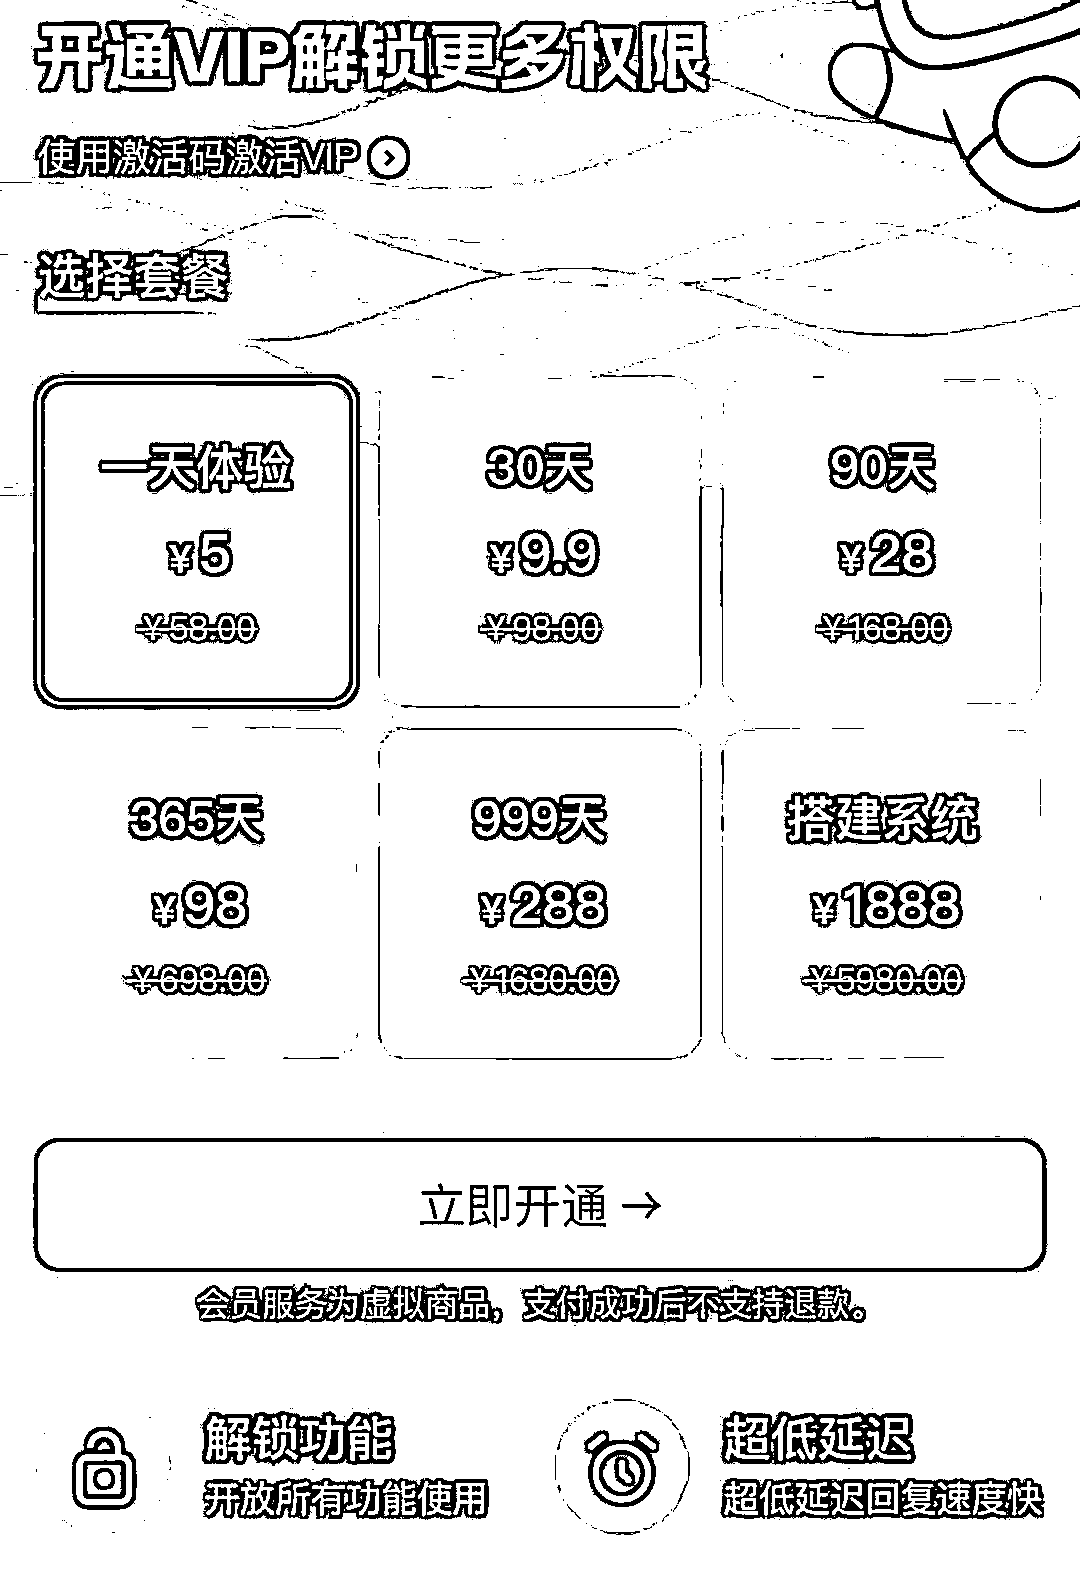 开通VIP解锁更多权限
使用激活码激活VIP
选择套餐
一天体验
¥5
¥58.00
30天
¥9.9
¥98.00
90天
¥28
¥168.00
365天
¥98
¥698.00
999天
¥288
¥1680.00
搭建系统
¥1888
¥5980.00
立即开通 →
会员服务为虚拟商品，支付成功后不支持退款。
解锁功能
开放所有功能使用
超低延迟
超低延迟回复速度快